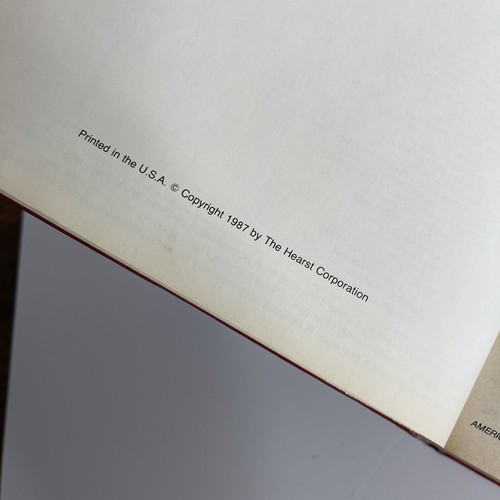 Printed in the U.S.A. © Copyright 1987 by The Hearst Corporation